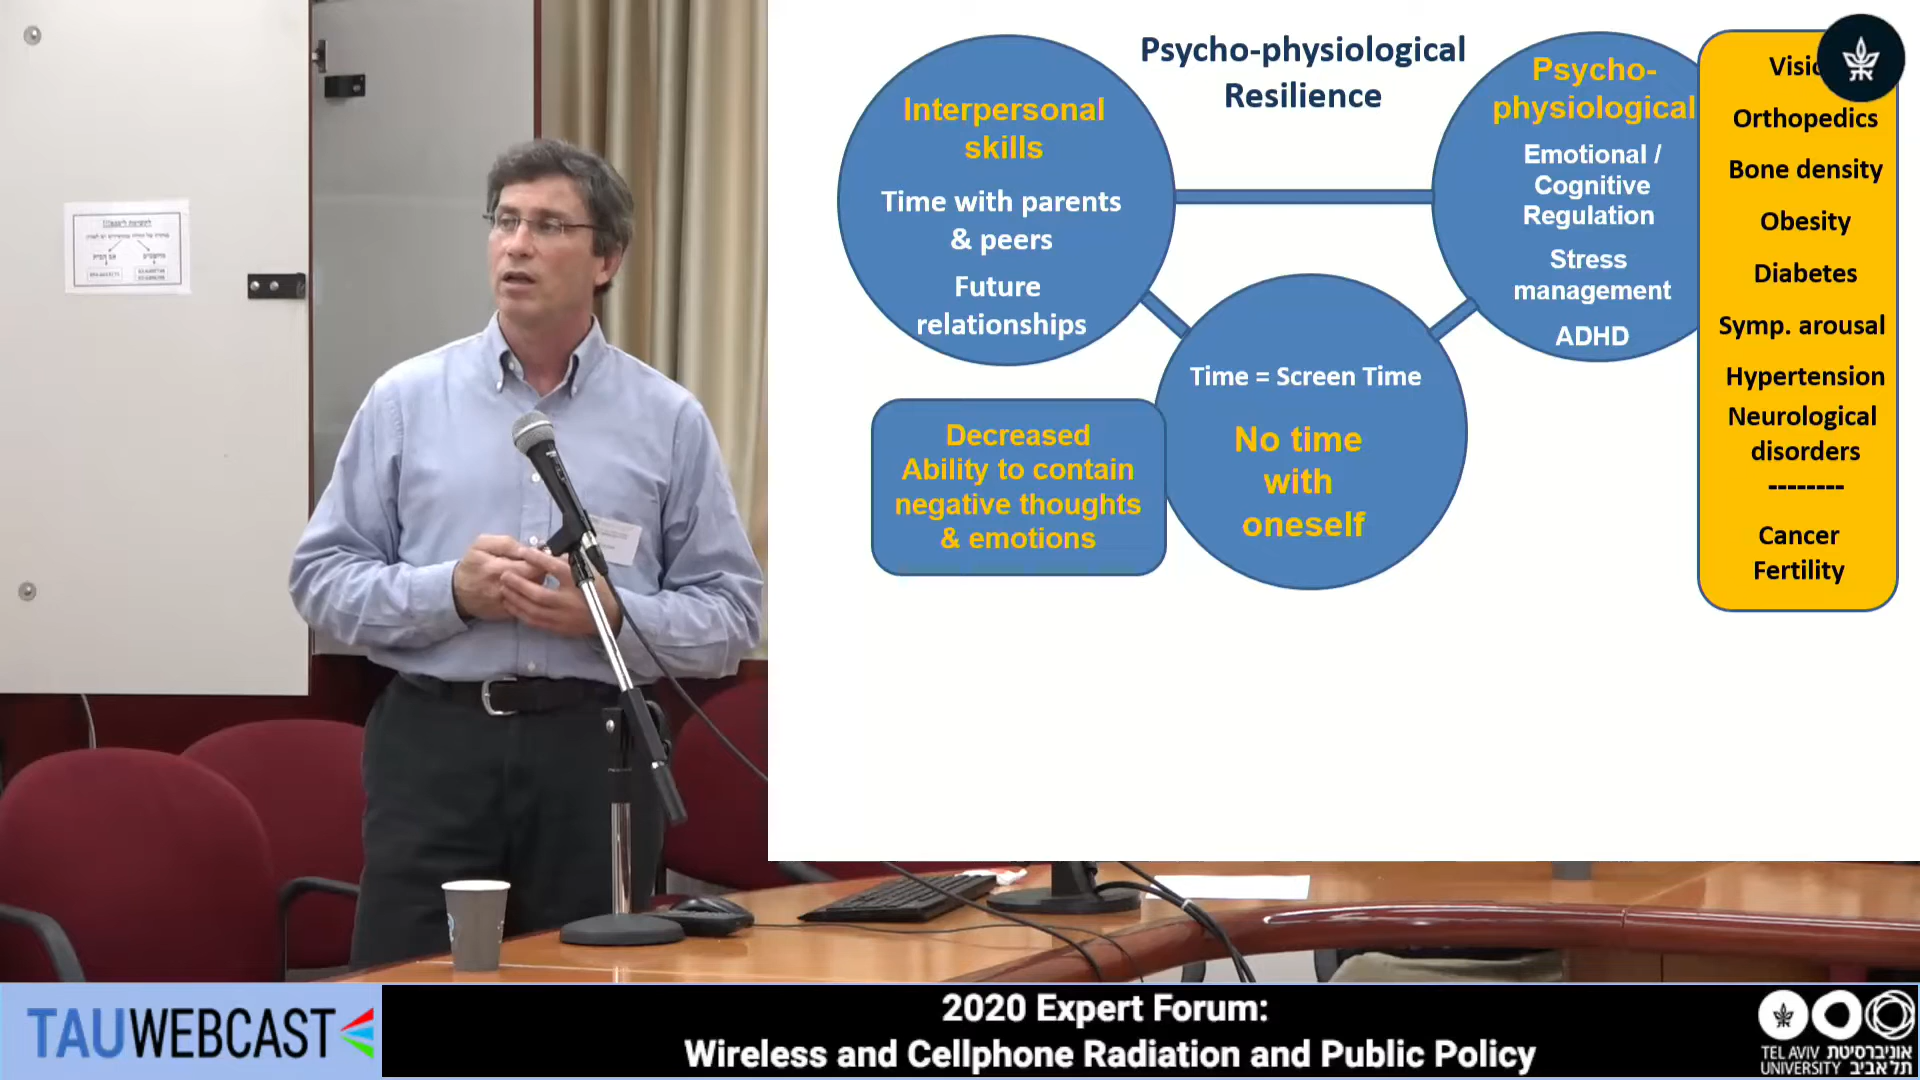 Psycho-physiological
Resilience
Interpersonal
skills
Time with parents
& peers
Future
relationships
Psycho-
physiological
Emotional /
Cognitive
Regulation
Stress
management
ADHD
Time = Screen Time
No time
with
oneself
Decreased
Ability to contain
negative thoughts
& emotions
Orthopedics
Bone density
Obesity
Diabetes
Symp. arousal
Hypertension
Neurological
disorders
--------
Cancer
Fertility
TAUWEBCAST
2020 Expert Forum:
Wireless and Cellphone Radiation and Public Policy
TEL AVIV אוניברסיטת
UNIVERSITY תל אביב